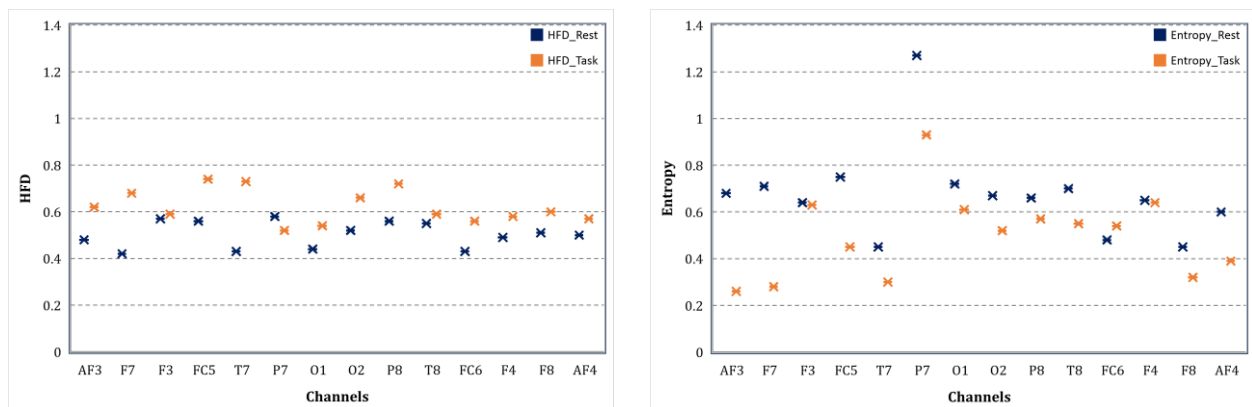 1.4
HFD_Rest
HFD_Task
1.2
1
0.8
0.6
0.4
0.2
0
HFD
AF3 F7 F3 FC5 T7 P7 O1 O2 P8 T8 FC6 F4 F8 AF4
Channels
1.4
Entropy_Rest
Entropy_Task
1.2
1
0.8
0.6
0.4
0.2
0
Entropy
AF3 F7 F3 FC5 T7 P7 O1 O2 P8 T8 FC6 F4 F8 AF4
Channels